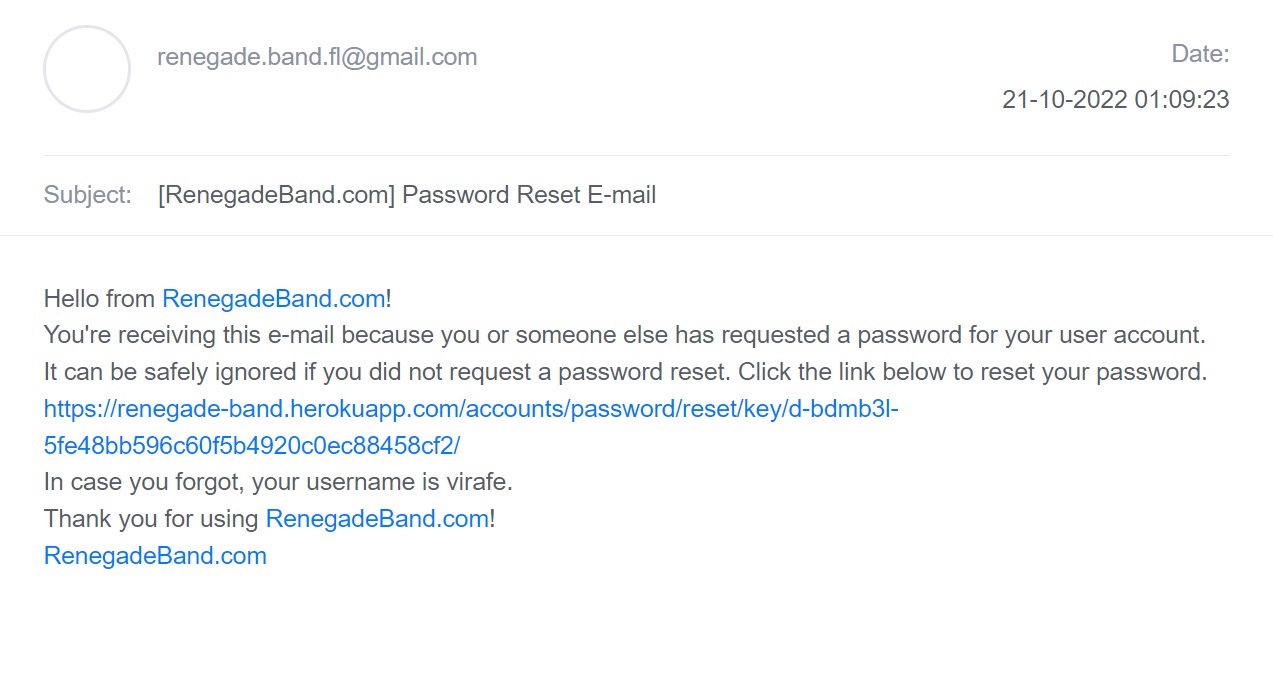 renegade.band.fl@gmail.com
Date:
21-10-2022 01:09:23
Subject: [RenegadeBand.com] Password Reset E-mail
Hello from RenegadeBand.com!
You're receiving this e-mail because you or someone else has requested a password for your user account.
It can be safely ignored if you did not request a password reset. Click the link below to reset your password.
https://renegade-band.herokuapp.com/accounts/password/reset/key/d-bdmb3l-
5fe48bb596c60f5b4920c0ec88458cf2/
In case you forgot, your username is virafe.
Thank you for using RenegadeBand.com!
RenegadeBand.com